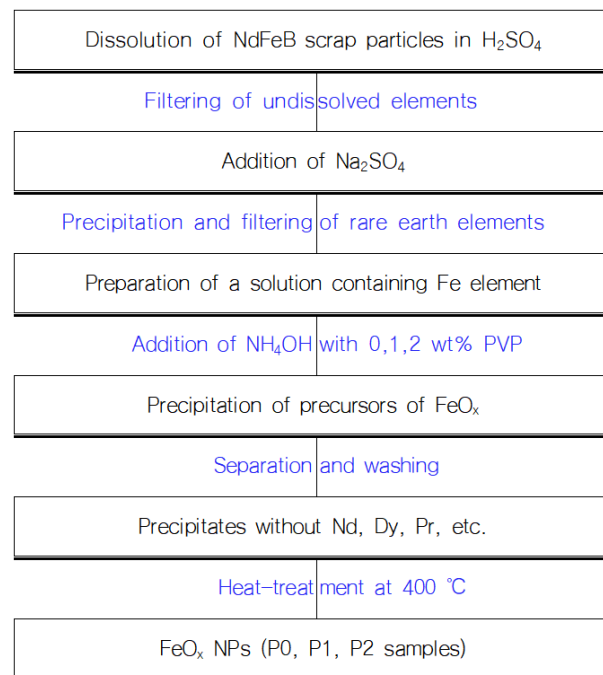 Dissolution of NdFeB scrap particles in H₂SO₄
Filtering of undissolved elements
Addition of Na₂SO₄
Precipitation and filtering of rare earth elements
Preparation of a solution containing Fe element
Addition of NH₄OH with 0,1,2 wt% PVP
Precipitation of precursors of FeOₓ
Separation and washing
Precipitates without Nd, Dy, Pr, etc.
Heat-treatment at 400 ℃
FeOₓ NPs (P0, P1, P2 samples)